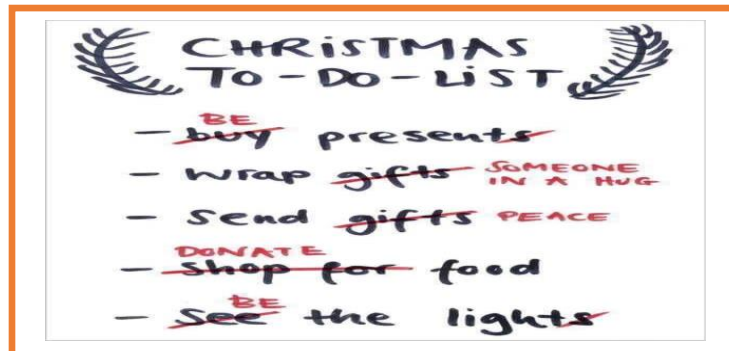 CHRiSTMAS
TO-DO-LiST
BE
- buy presents
- wrap gifts SOMEONE
IN A HUG
- Send gifts PEACE
DONATE
- shop for food
BE
- See the lights